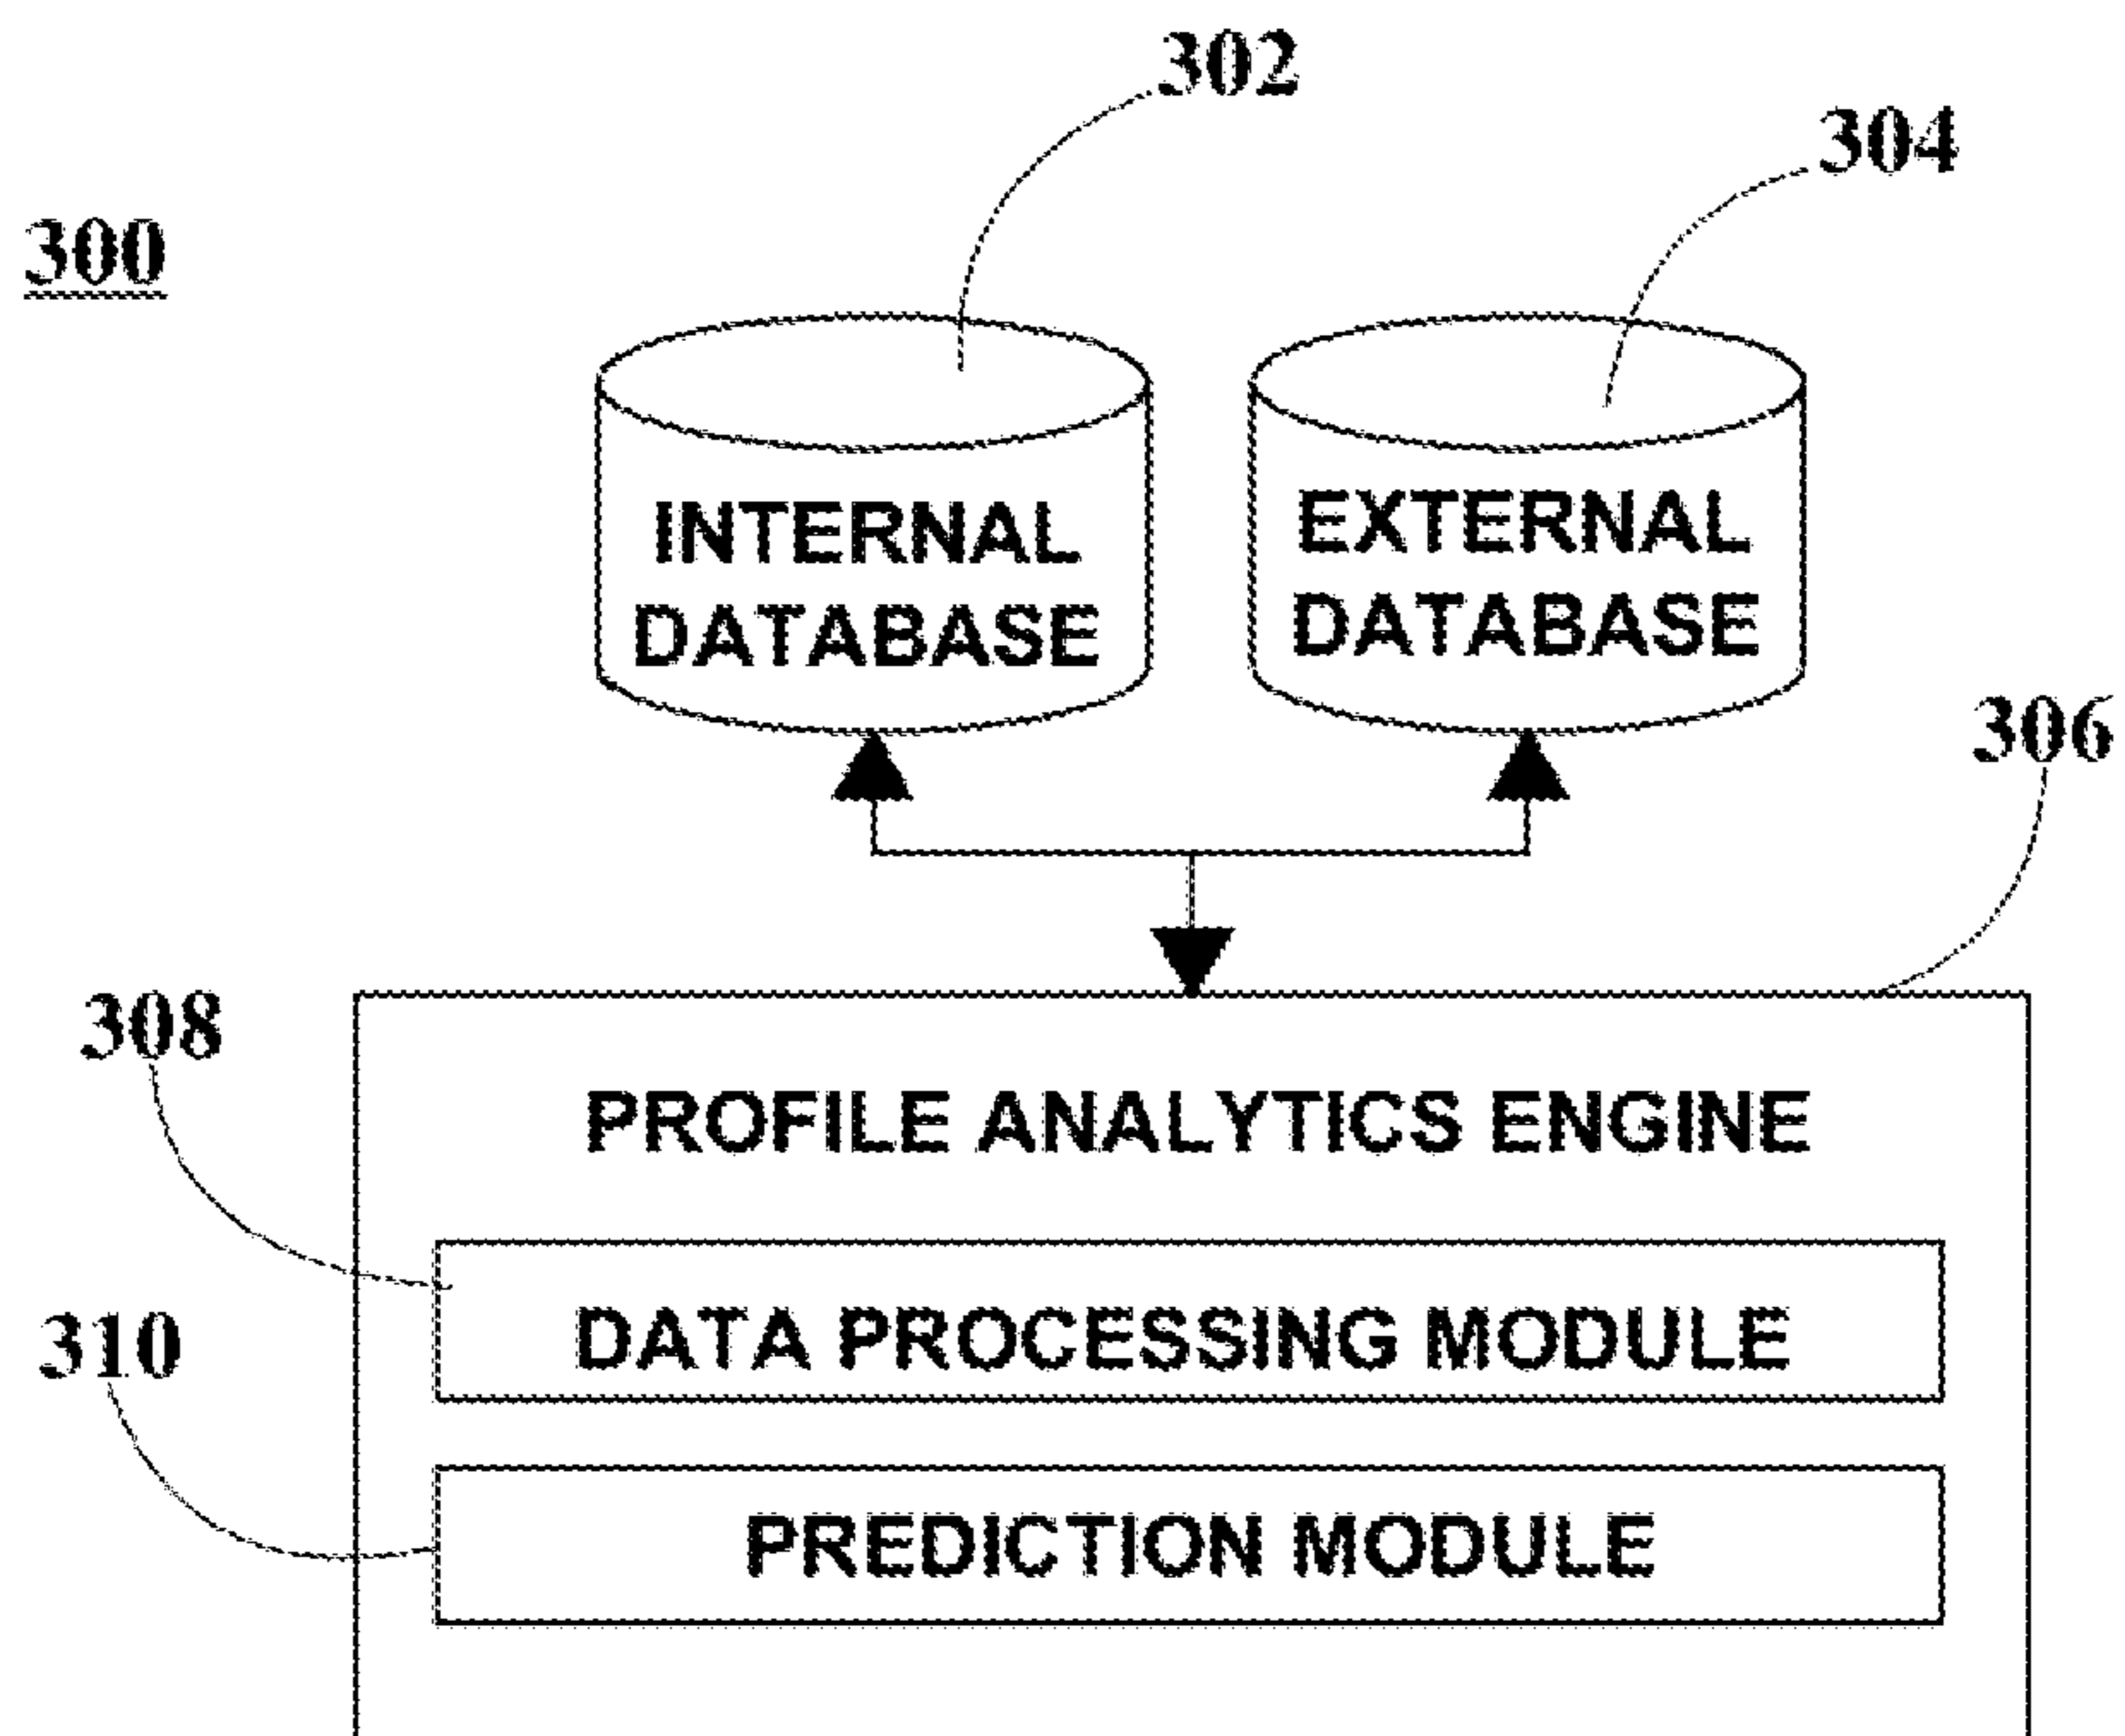 302
304
300
INTERNAL
DATABASE
EXTERNAL
DATABASE
306
308
PROFILE ANALYTICS ENGINE
DATA PROCESSING MODULE
310
PREDICTION MODULE